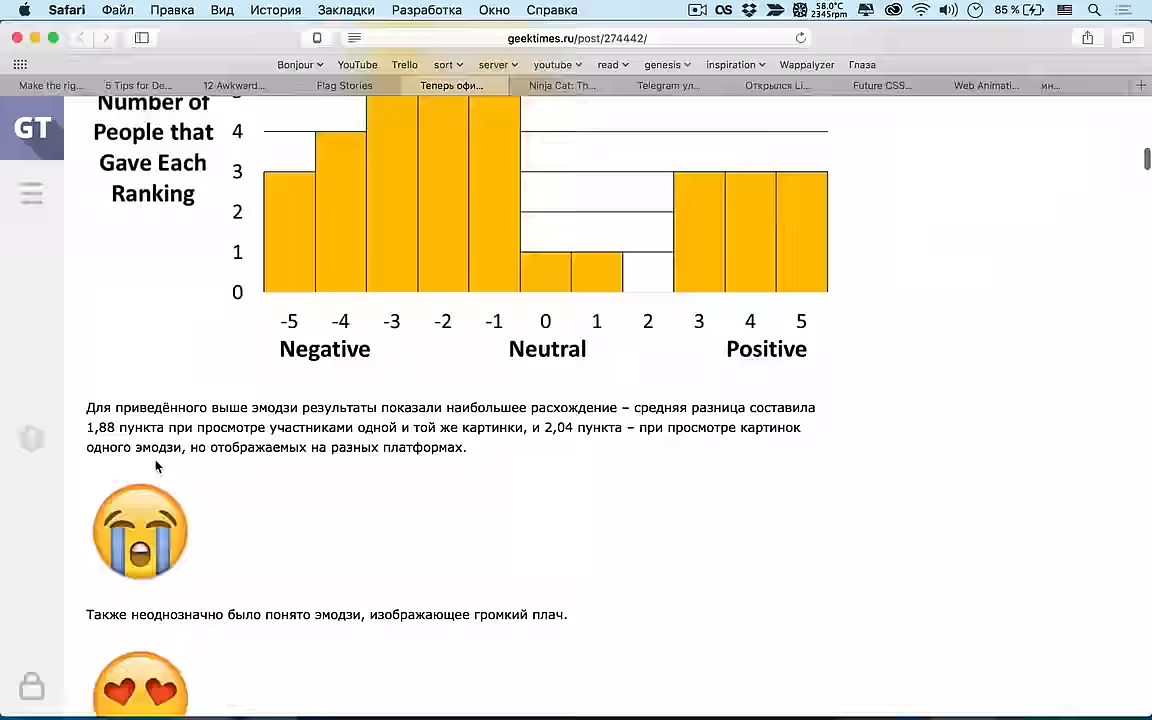 Safari Файл Правка Вид История Закладки Разработка Окно Справка OS 58.0°C 2345rpm 85 %
geektimes.ru/post/274442/
Bonjour YouTube Trello sort server youtube read genesis inspiration Wappalyzer Глаза
Make the rig... 5 Tips for De... 12 Awkward... Flag Stories Теперь офи... Ninja Cat: Th... Telegram ул... Открылся Li... Future CSS... Web Animati... ин...
GT
Number of
People that
Gave Each
Ranking
4
3
2
1
0
-5 -4 -3 -2 -1 0 1 2 3 4 5
Negative Neutral Positive
Для приведённого выше эмодзи результаты показали наибольшее расхождение – средняя разница составила
1,88 пункта при просмотре участниками одной и той же картинки, и 2,04 пункта – при просмотре картинок
одного эмодзи, но отображаемых на разных платформах.
Также неоднозначно было понято эмодзи, изображающее громкий плач.